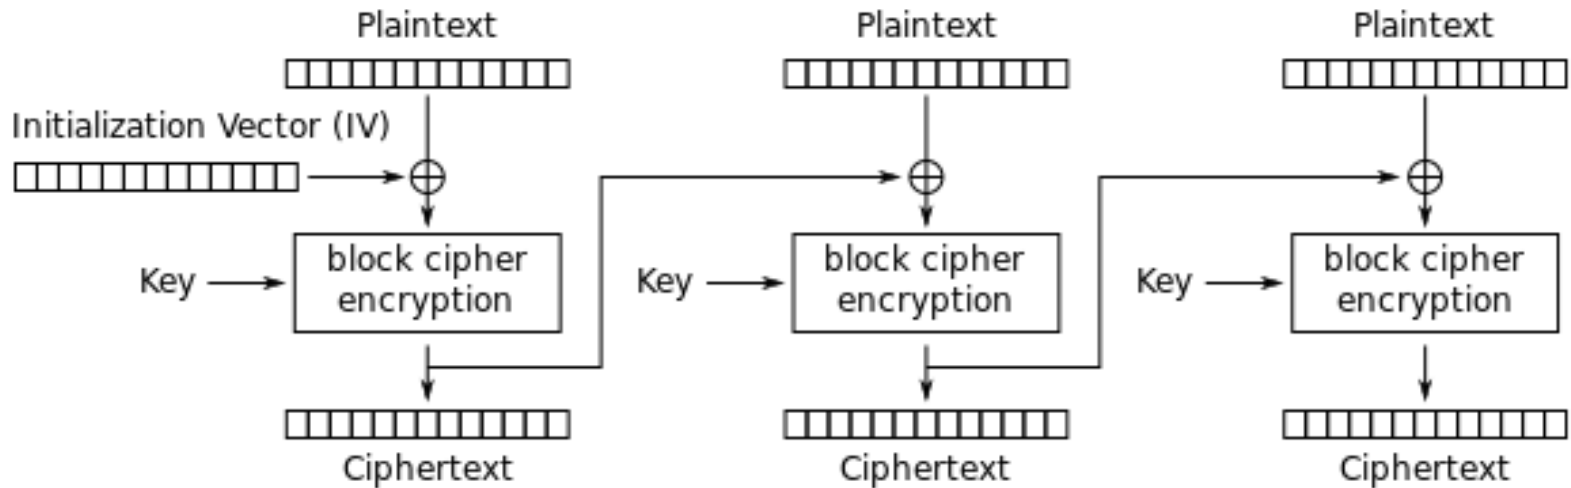 Plaintext
Plaintext
Plaintext
Initialization Vector (IV)
Key
block cipher
encryption
Key
block cipher
encryption
Key
block cipher
encryption
Ciphertext
Ciphertext
Ciphertext